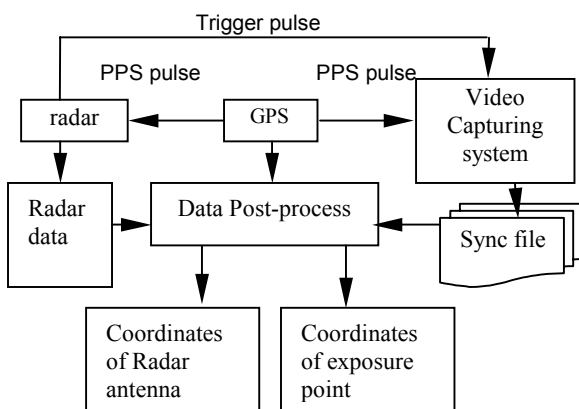 Trigger pulse
PPS pulse
PPS pulse
radar
GPS
Video
Capturing
system
Radar
data
Data Post-process
Sync file
Coordinates
of Radar
antenna
Coordinates
of exposure
point